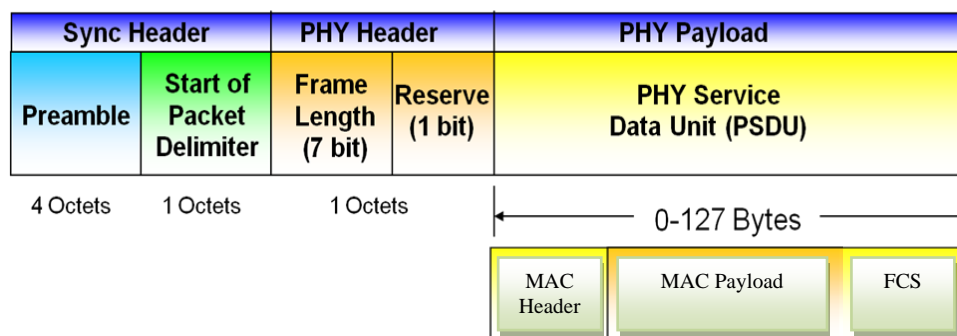 Sync Header PHY Header PHY Payload
Preamble
Start of
Packet
Delimiter
Frame
Length
(7 bit)
Reserve
(1 bit)
PHY Service
Data Unit (PSDU)
4 Octets 1 Octets 1 Octets
0-127 Bytes
MAC
Header
MAC Payload
FCS